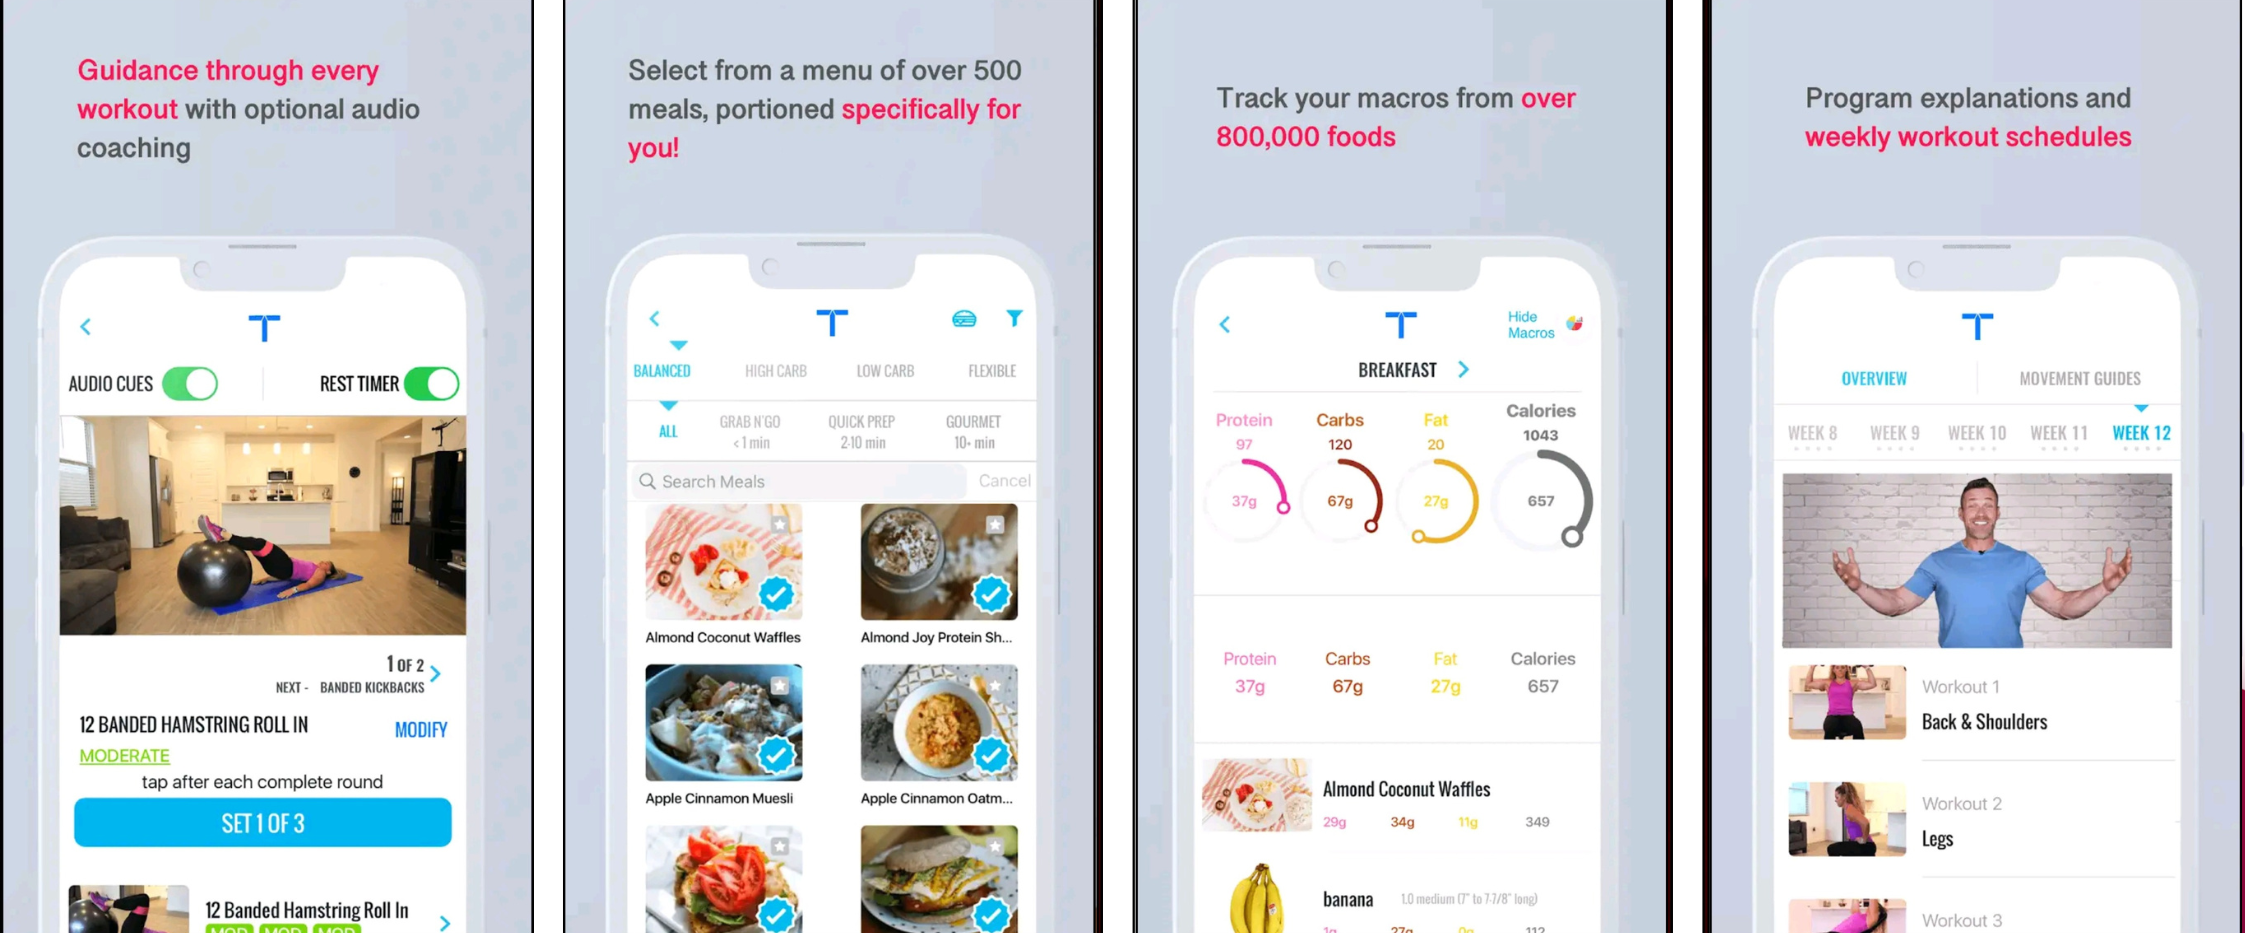 Guidance through every
workout with optional audio
coaching
AUDIO CUES
REST TIMER
1 OF 2
NEXT - BANDED KICKBACKS
12 BANDED HAMSTRING ROLL IN
MODIFY
MODERATE
tap after each complete round
SET 1 OF 3
12 Banded Hamstring Roll In
MOD MOD MOD
Select from a menu of over 500
meals, portioned specifically for
you!
BALANCED HIGH CARB LOW CARB FLEXIBLE
ALL GRAB N'GO QUICK PREP GOURMET
<1 min 2-10 min 10+ min
Search Meals Cancel
Almond Coconut Waffles Almond Joy Protein Sh...
Apple Cinnamon Muesli Apple Cinnamon Oatm...
Track your macros from over
800,000 foods
Hide
Macros
BREAKFAST
Protein Carbs Fat Calories
97 120 20 1043
37g 67g 27g 657
Protein Carbs Fat Calories
37g 67g 27g 657
Almond Coconut Waffles
29g 34g 11g 349
banana 1.0 medium (7" to 7-7/8" long)
1g 27g 0g 112
Program explanations and
weekly workout schedules
OVERVIEW MOVEMENT GUIDES
WEEK 8 WEEK 9 WEEK 10 WEEK 11 WEEK 12
Workout 1
Back & Shoulders
Workout 2
Legs
Workout 3